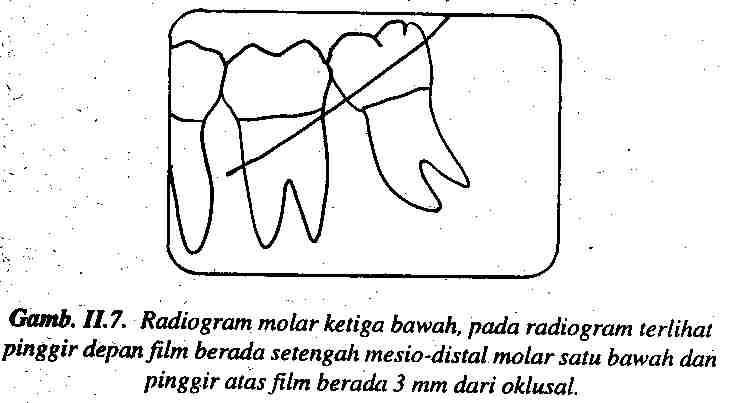 Gamb. II.7. Radiogram molar ketiga bawah, pada radiogram terlihat
pinggir depan film berada setengah mesio-distal molar satu bawah dan
pinggir atas film berada 3 mm dari oklusal.